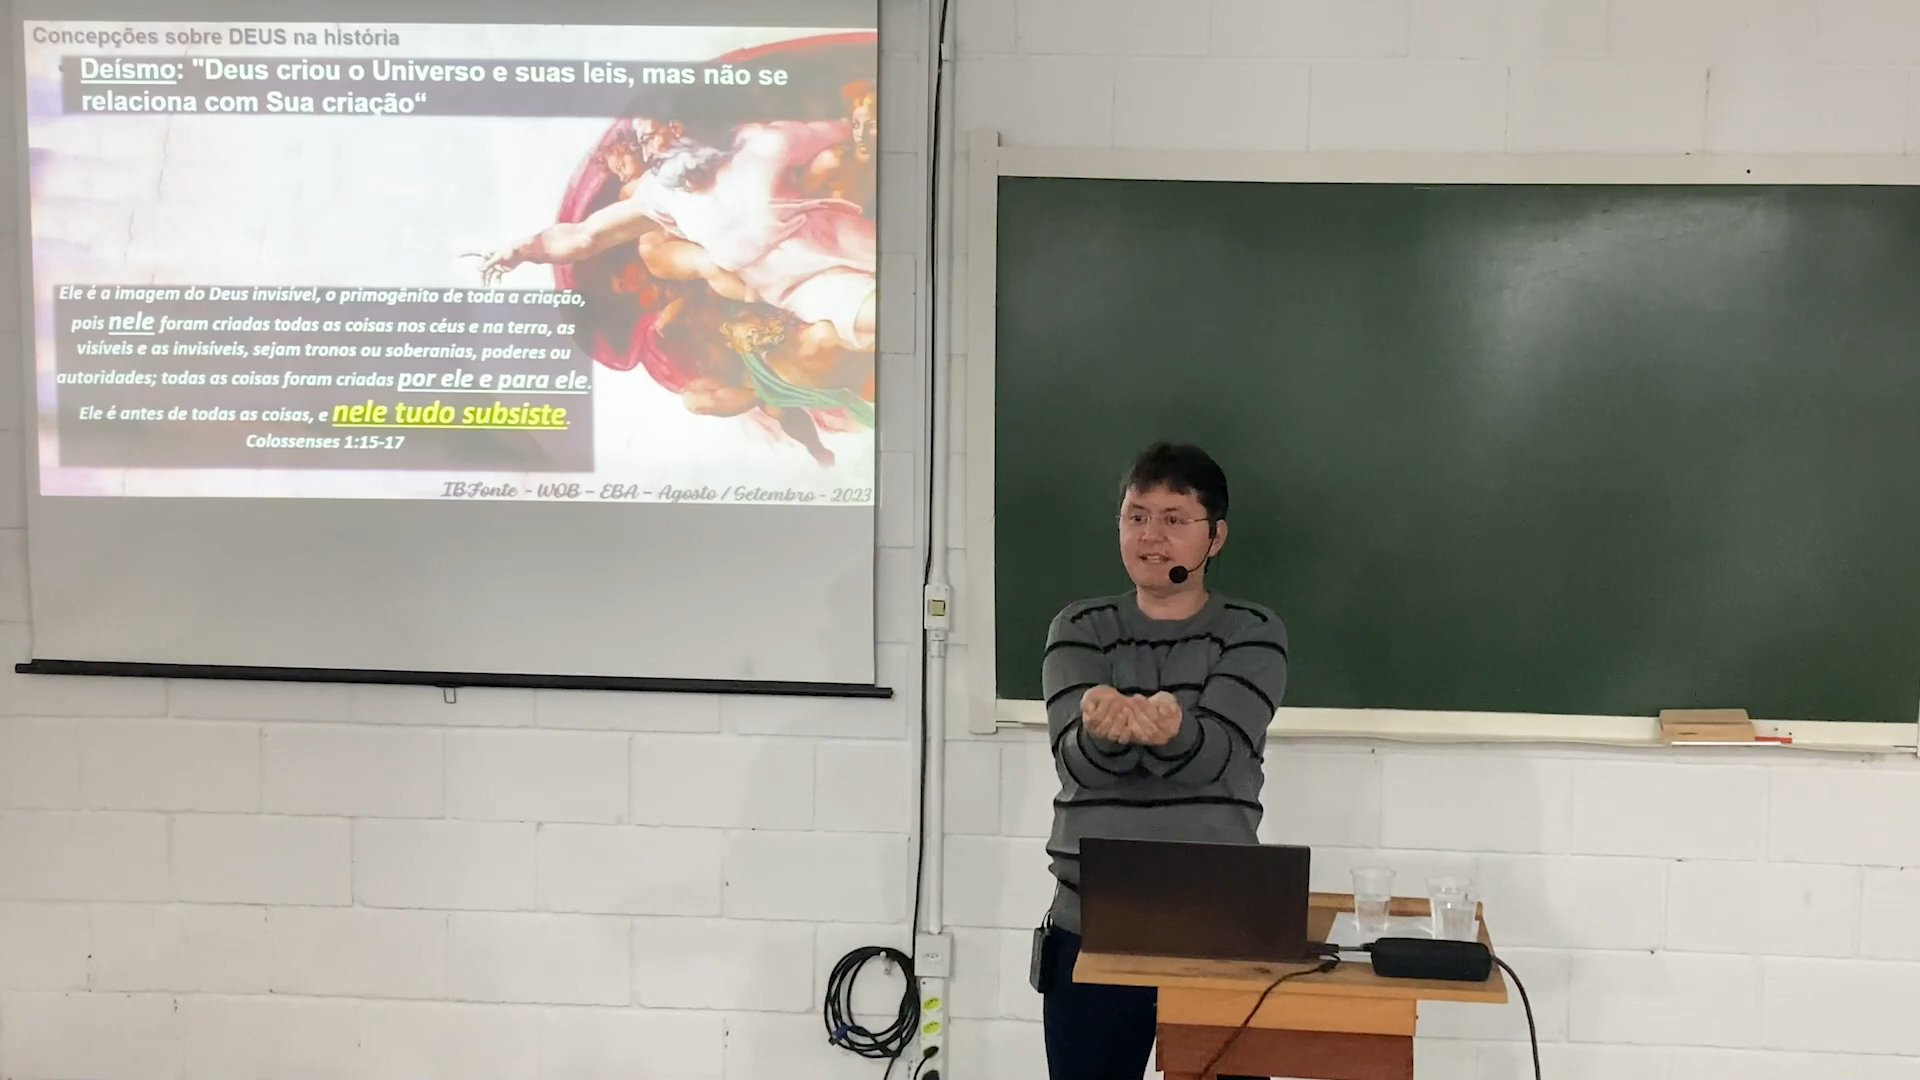 Concepções sobre DEUS na história
Deísmo: "Deus criou o Universo e suas leis, mas não se
relaciona com Sua criação“
Ele é a imagem do Deus invisível, o primogênito de toda a criação,
pois nele foram criadas todas as coisas nos céus e na terra, as
visíveis e as invisíveis, sejam tronos ou soberanias, poderes ou
autoridades; todas as coisas foram criadas por ele e para ele.
Ele é antes de todas as coisas, e nele tudo subsiste.
Colossenses 1:15-17
IBFonte - WOB – EBA – Agosto / Setembro - 2023